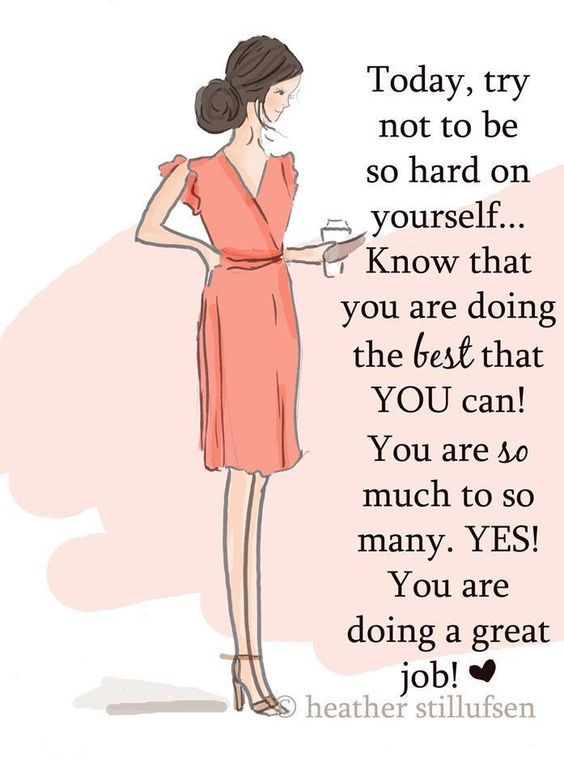 Today, try
not to be
so hard on
yourself...
Know that
you are doing
the best that
YOU can!
You are so
much to so
many. YES!
You are
doing a great
job! ♥
© heather stillufsen